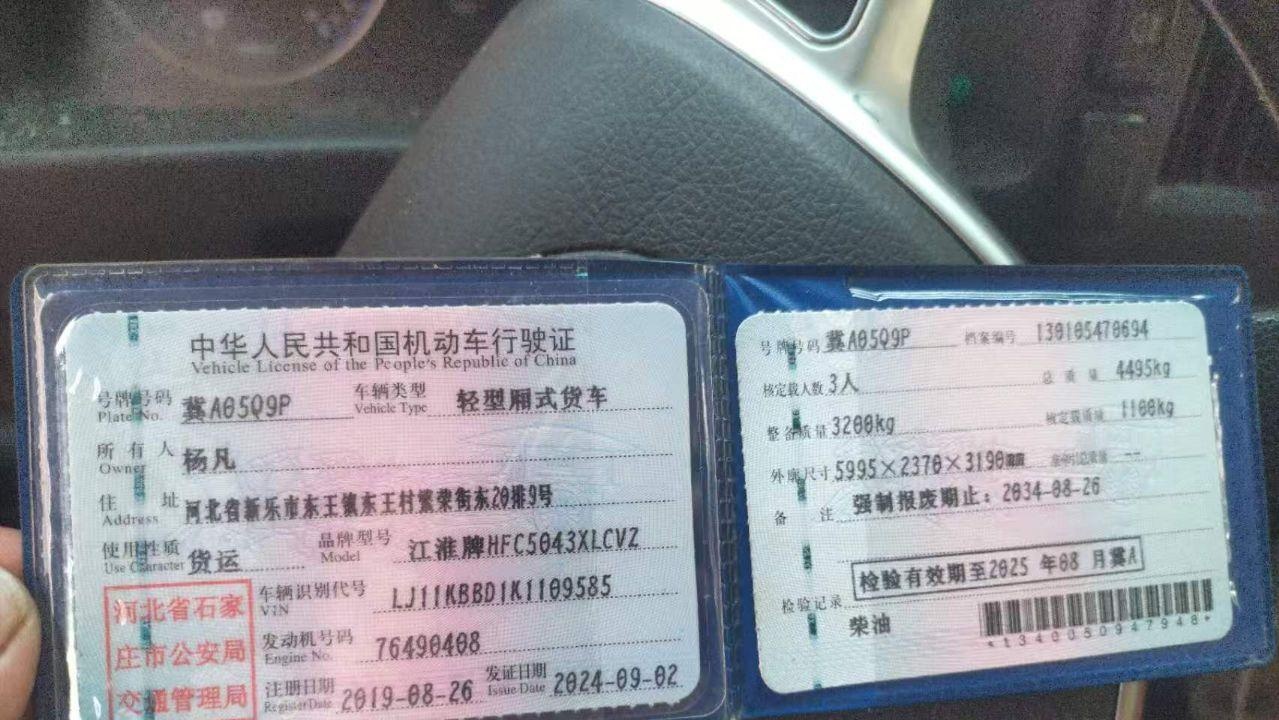 中华人民共和国机动车行驶证
Vehicle License of the People's Republic of China
号牌号码 冀A05Q9P 车辆类型 轻型厢式货车
Plate No. Vehicle Type
所有人 杨凡
Owner
住址 河北省新乐市东王镇东王村繁荣街东20排9号
Address
使用性质 货运 品牌型号 江淮牌HFC5043XLCVZ
Use Character Model
车辆识别代号 LJ11KBBD1K1109585
VIN
发动机号码 76490408
Engine No.
注册日期 2019-08-26 发证日期 2024-09-02
Register Date Issue Date
河北省石家
庄市公安局
交通管理局
号牌号码 冀A05Q9P 档案编号 130105470694
核定载人数 3人 总质量 4495kg
整备质量 3200kg 核定载质量 1100kg
外廓尺寸 5995×2370×3190mm 准牵引总质量 --
备注 强制报废期止：2034-08-26
检验有效期至2025年08月冀A
检验记录
柴油
*1340050947948*